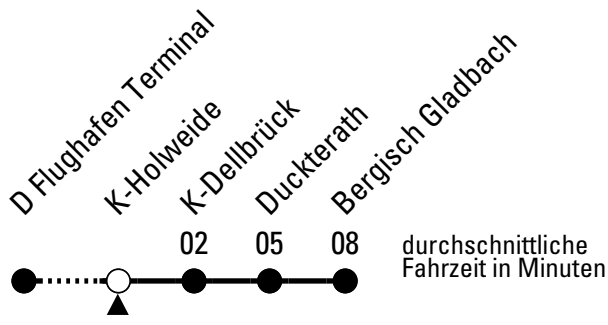 D Flughafen Terminal
K-Holweide
K-Dellbrück
Duckterath
Bergisch Gladbach
02 05 08
durchschnittliche
Fahrzeit in Minuten